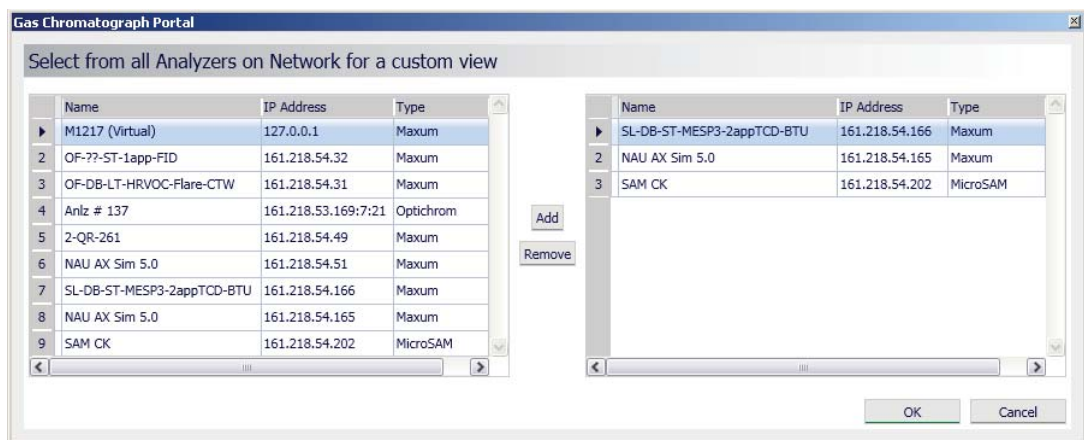 Gas Chromatograph Portal
Select from all Analyzers on Network for a custom view
Name IP Address Type
M1217 (Virtual) 127.0.0.1 Maxum
2 OF-??-ST-1app-FID 161.218.54.32 Maxum
3 OF-DB-LT-HRVOC-Flare-CTW 161.218.54.31 Maxum
4 Anlz # 137 161.218.53.169:7:21 Optichrom
5 2-QR-261 161.218.54.49 Maxum
6 NAU AX Sim 5.0 161.218.54.51 Maxum
7 SL-DB-ST-MESP3-2appTCD-BTU 161.218.54.166 Maxum
8 NAU AX Sim 5.0 161.218.54.165 Maxum
9 SAM CK 161.218.54.202 MicroSAM
Add
Remove
Name IP Address Type
SL-DB-ST-MESP3-2appTCD-BTU 161.218.54.166 Maxum
2 NAU AX Sim 5.0 161.218.54.165 Maxum
3 SAM CK 161.218.54.202 MicroSAM
OK Cancel